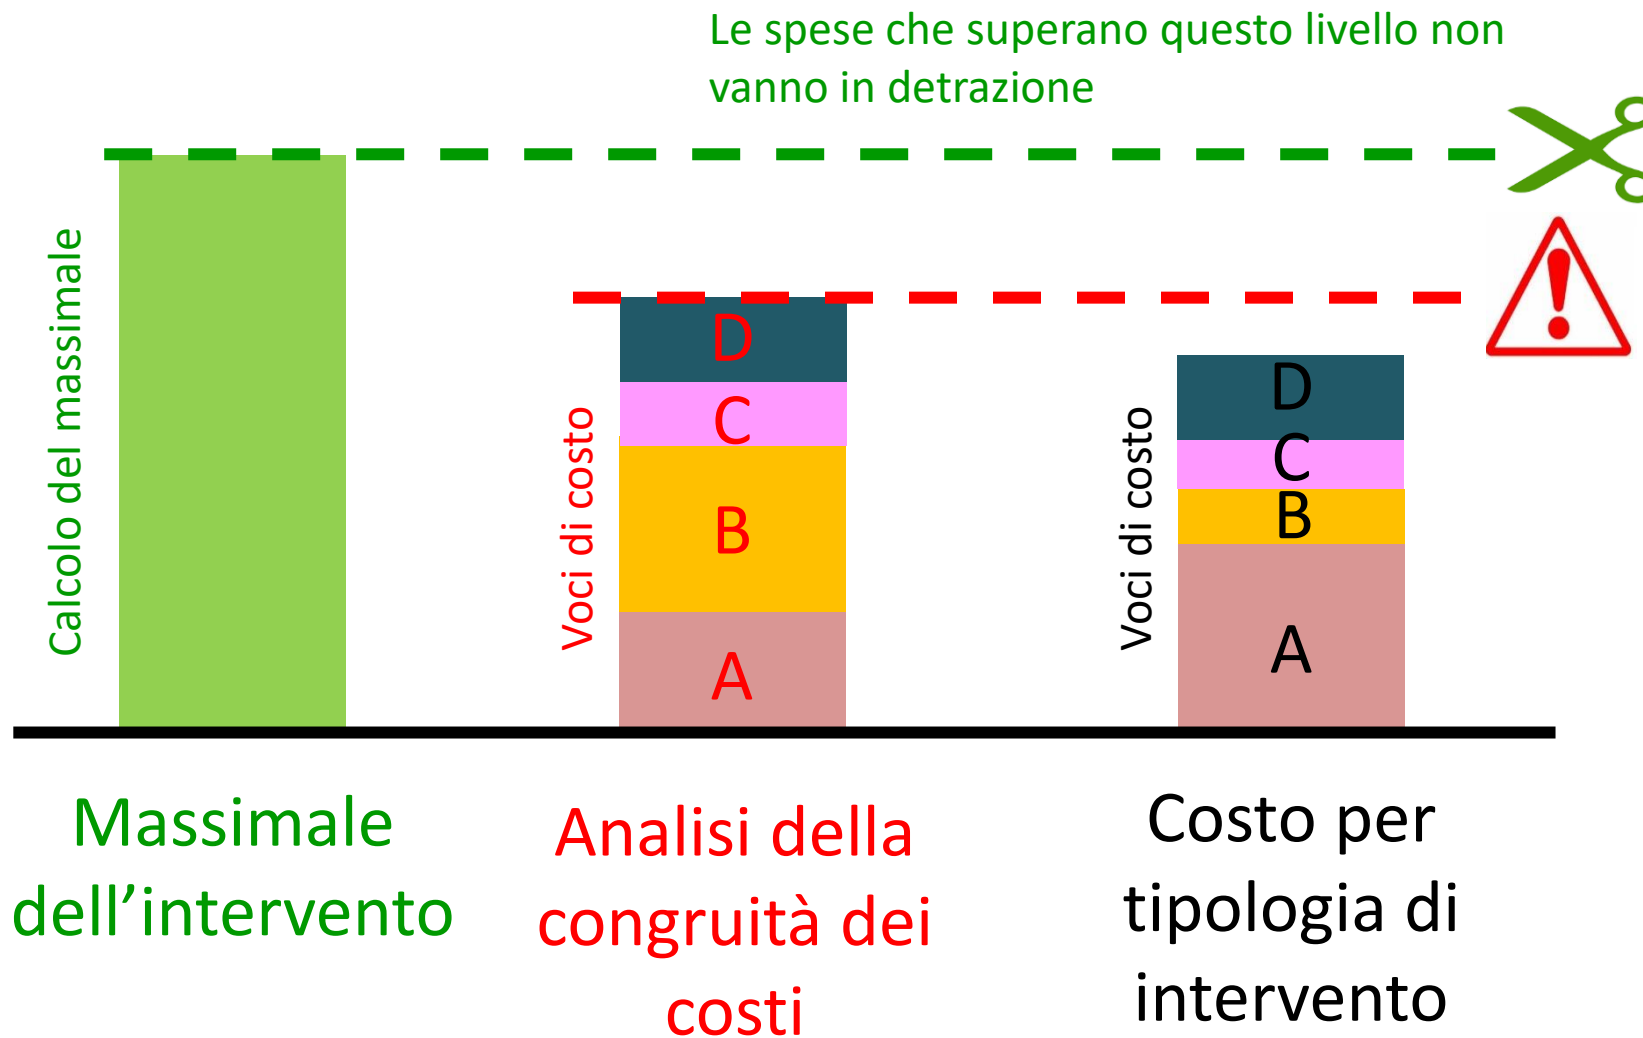 Le spese che superano questo livello non
vanno in detrazione
Calcolo del massimale
Voci di costo
D
C
B
A
Voci di costo
D
C
B
A
Massimale
dell’intervento
Analisi della
congruità dei
costi
Costo per
tipologia di
intervento